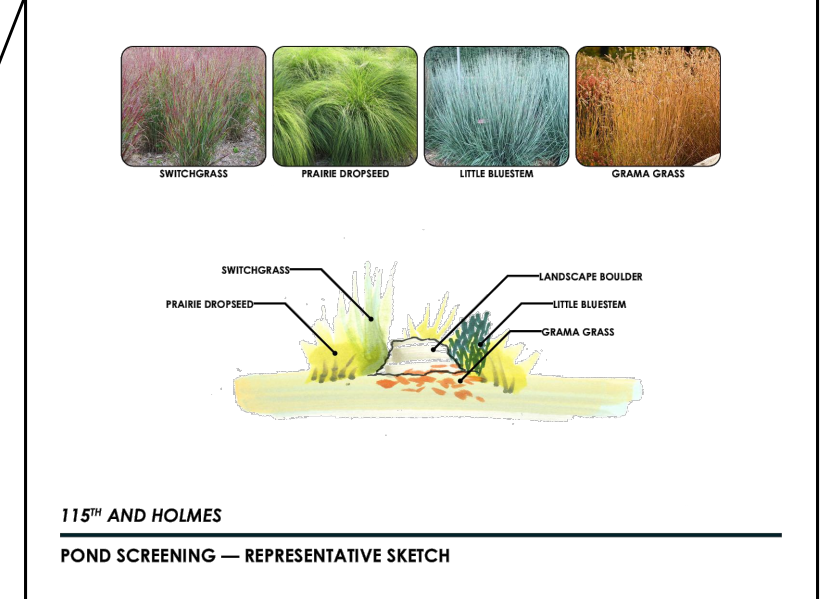 SWITCHGRASS
PRAIRIE DROPSEED
LITTLE BLUESTEM
GRAMA GRASS
SWITCHGRASS
LANDSCAPE BOULDER
PRAIRIE DROPSEED
LITTLE BLUESTEM
GRAMA GRASS
115TH AND HOLMES
POND SCREENING — REPRESENTATIVE SKETCH